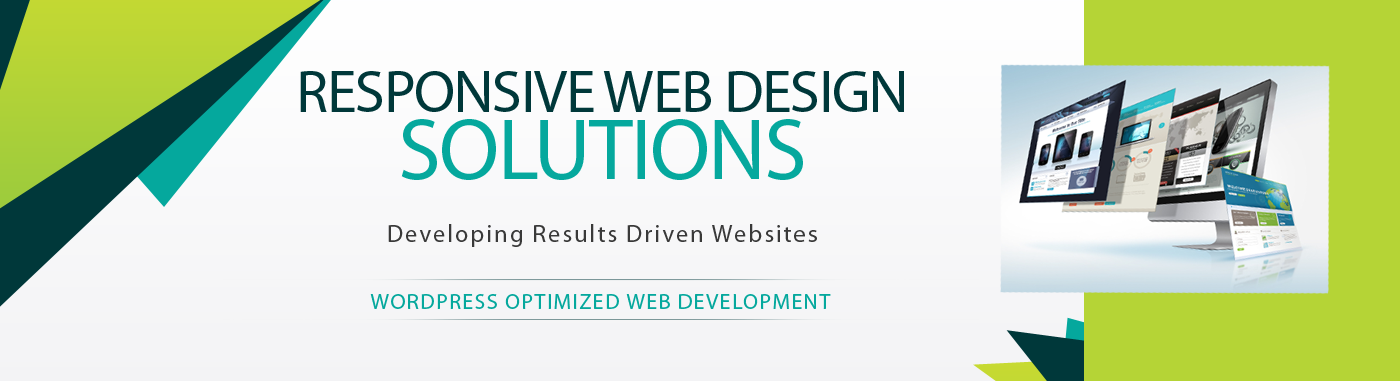 RESPONSIVE WEB DESIGN
SOLUTIONS
Developing Results Driven Websites
WORDPRESS OPTIMIZED WEB DEVELOPMENT